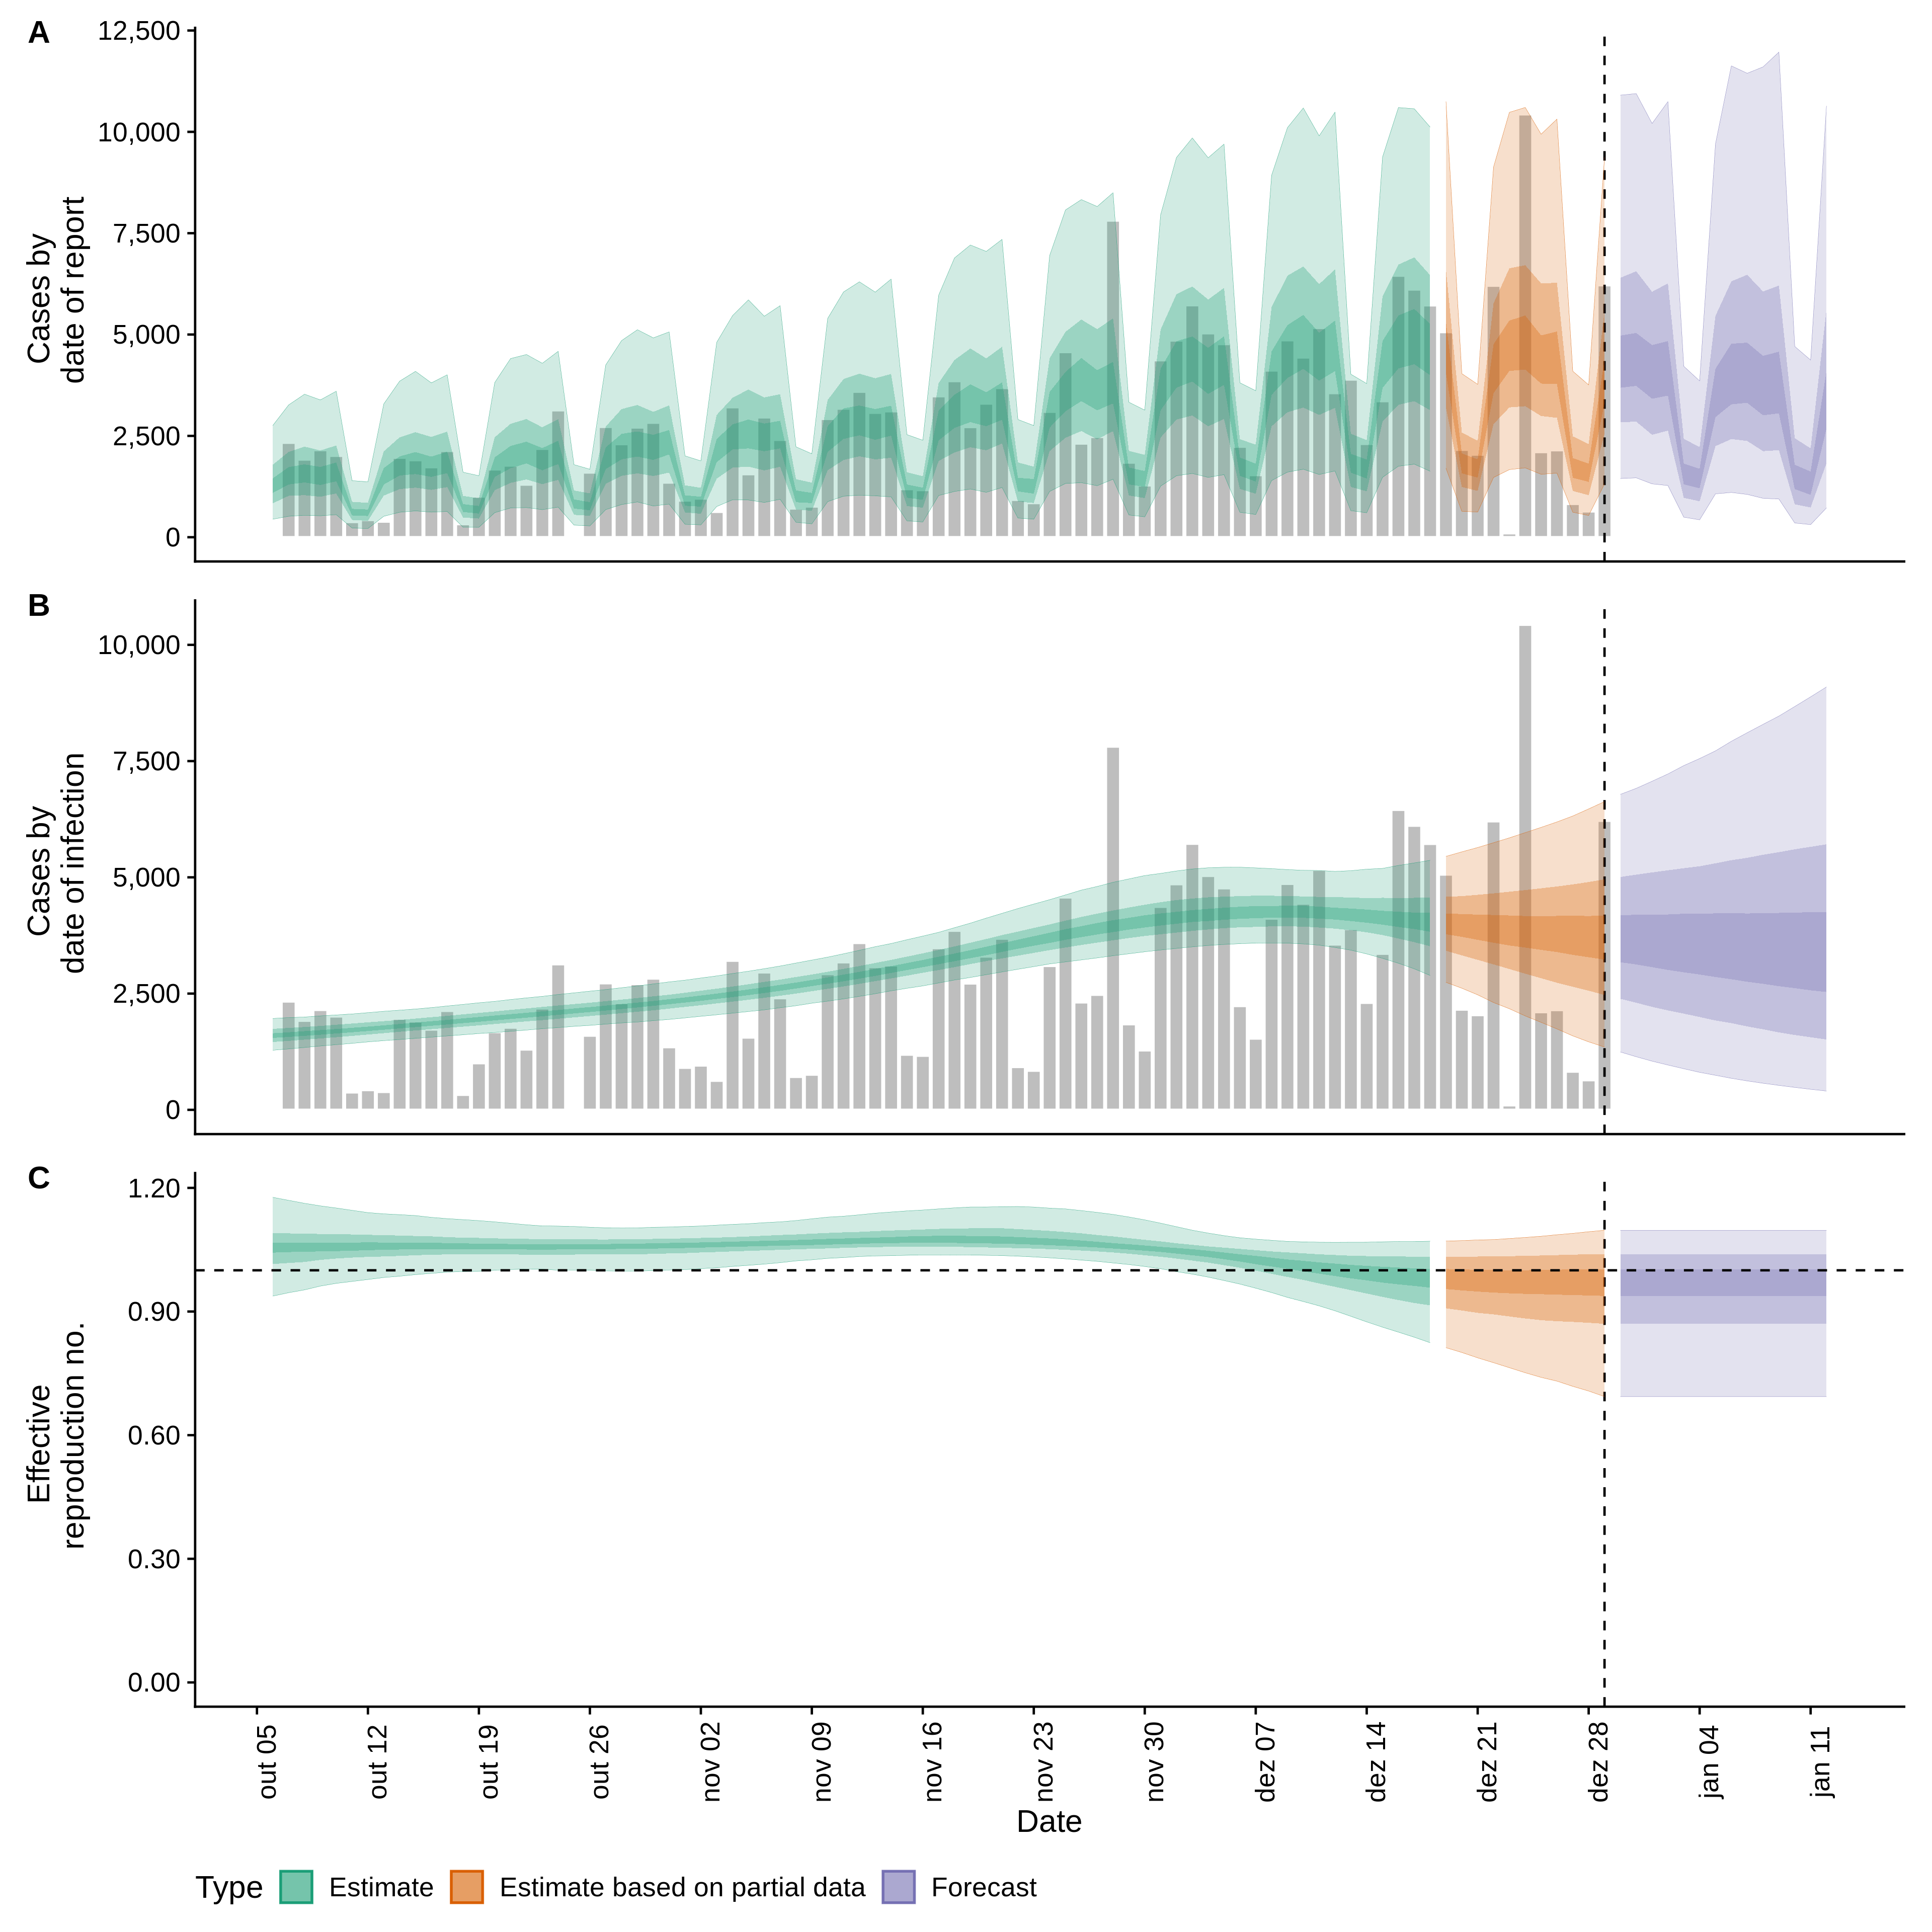 A
12,500
10,000
7,500
5,000
2,500
0
Cases by
date of report
B
10,000
7,500
5,000
2,500
0
Cases by
date of infection
C
1.20
0.90
0.60
0.30
0.00
Effective
reproduction no.
out 05
out 12
out 19
out 26
nov 02
nov 09
nov 16
nov 23
nov 30
dez 07
dez 14
dez 21
dez 28
jan 04
jan 11
Date
Type Estimate Estimate based on partial data Forecast